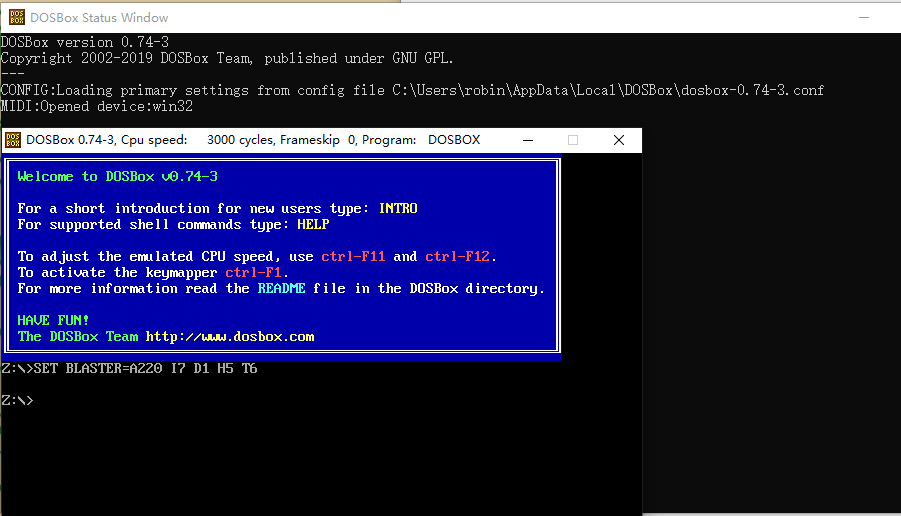 DOSBox Status Window
DOSBox version 0.74-3
Copyright 2002-2019 DOSBox Team, published under GNU GPL.
---
CONFIG:Loading primary settings from config file C:\Users\robin\AppData\Local\DOSBox\dosbox-0.74-3.conf
MIDI:Opened device:win32
DOSBox 0.74-3, Cpu speed: 3000 cycles, Frameskip 0, Program: DOSBOX
Welcome to DOSBox v0.74-3
For a short introduction for new users type: INTRO
For supported shell commands type: HELP
To adjust the emulated CPU speed, use ctrl-F11 and ctrl-F12.
To activate the keymapper ctrl-F1.
For more information read the README file in the DOSBox directory.
HAVE FUN!
The DOSBox Team http://www.dosbox.com
Z:\>SET BLASTER=A220 I7 D1 H5 T6
Z:\>